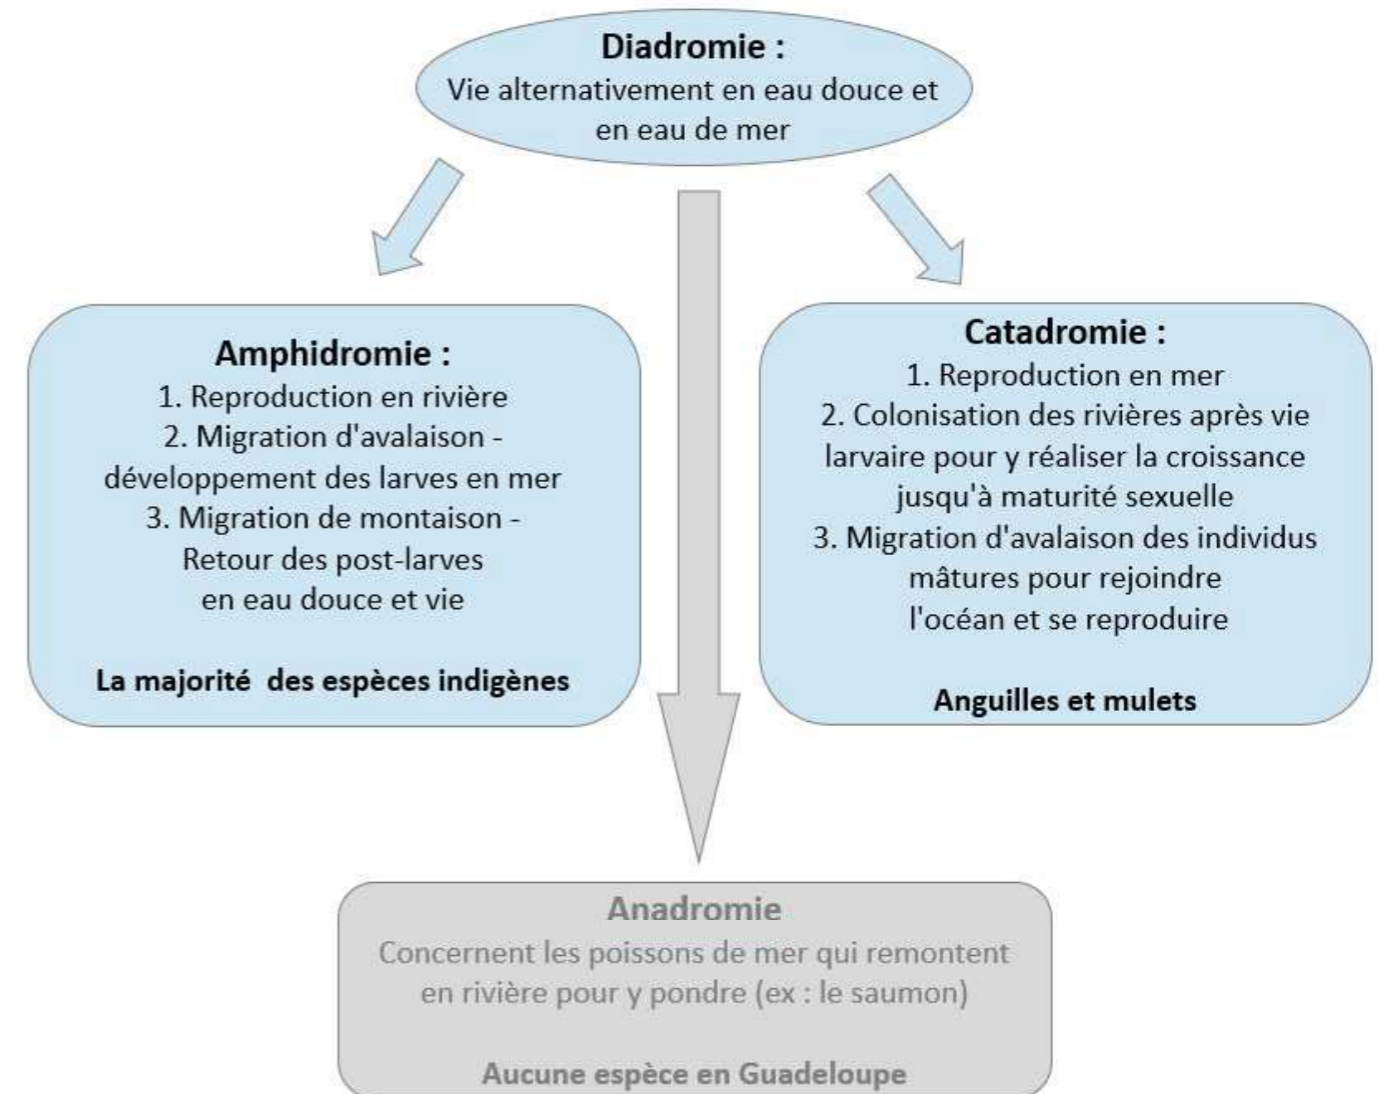 Diadromie :
Vie alternativement en eau douce et
en eau de mer
Amphidromie :
1. Reproduction en rivière
2. Migration d'avalaison -
développement des larves en mer
3. Migration de montaison -
Retour des post-larves
en eau douce et vie
La majorité des espèces indigènes
Catadromie :
1. Reproduction en mer
2. Colonisation des rivières après vie
larvaire pour y réaliser la croissance
jusqu'à maturité sexuelle
3. Migration d'avalaison des individus
mâtures pour rejoindre
l'océan et se reproduire
Anguilles et mulets
Anadromie
Concernent les poissons de mer qui remontent
en rivière pour y pondre (ex : le saumon)
Aucune espèce en Guadeloupe